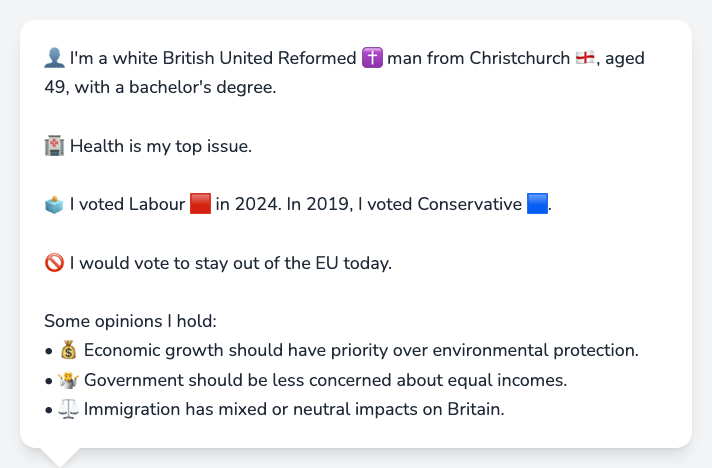 👤 I'm a white British United Reformed ✝️ man from Christchurch 🏴󠁧󠁢󠁥󠁮󠁧󠁿, aged
49, with a bachelor's degree.
🏥 Health is my top issue.
🗳️ I voted Labour 🟥 in 2024. In 2019, I voted Conservative 🟦.
🚫 I would vote to stay out of the EU today.
Some opinions I hold:
• 💰 Economic growth should have priority over environmental protection.
• 🤷 Government should be less concerned about equal incomes.
• ⚖️ Immigration has mixed or neutral impacts on Britain.